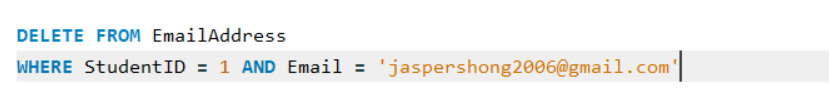 DELETE FROM EmailAddress
WHERE StudentID = 1 AND Email = 'jaspershong2006@gmail.com'